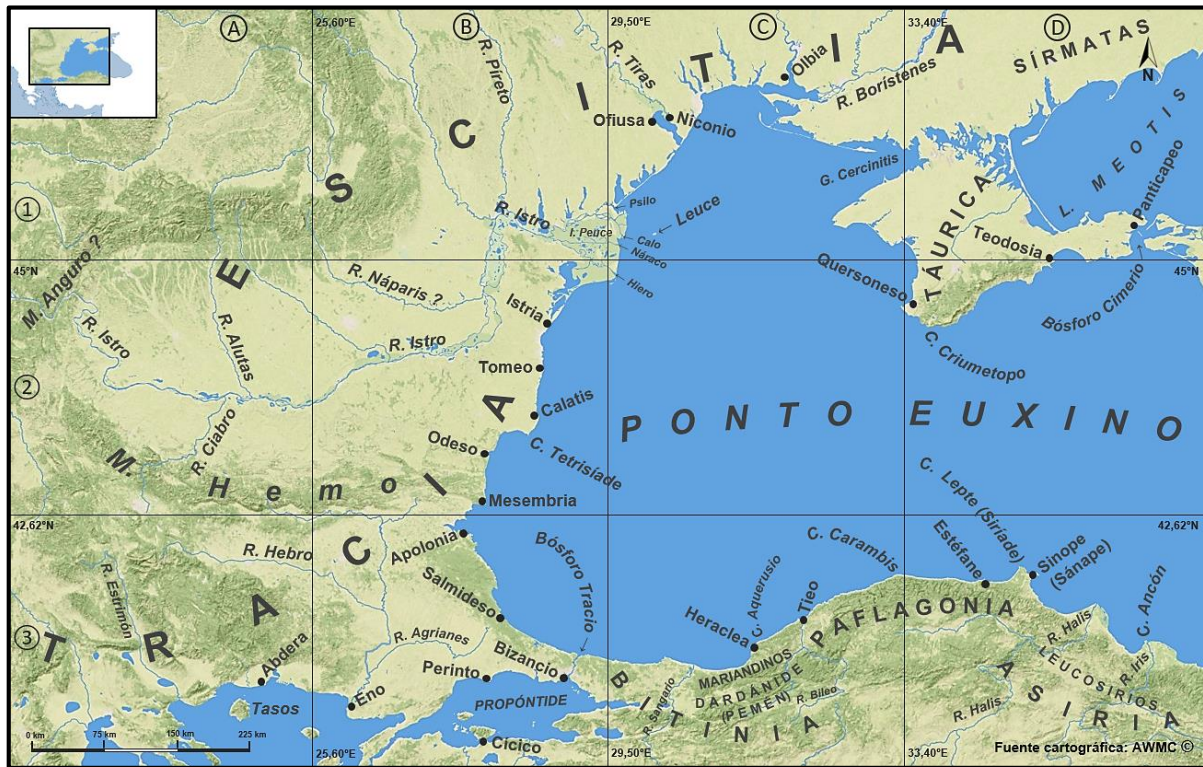 A
25,60°E
B
29,50°E
C
33,40°E
D
N
SÍRMATAS
ESCITIA
R. Píreto
R. Tiras
Olbia
R. Borístenes
Ofiusa
Niconio
G. Cercinitis
L. MEOTIS
Panticapeo
1
Psilo
Leuce
R. Istro
I. Peuce
Calo
Náraco
Hiero
TÁURICA
Teodosia
M. Anguro ?
45°N
45°N
Quersoneso
Bósforo Cimerio
R. Náparis ?
Istria
R. Istro
R. Alutas
R. Istro
C. Criumetopo
Tomeo
2
Calatis
PONTO EUXINO
R. Ciabro
Odeso
C. Tetrisíade
M. Hemo
Mesembria
C. Lepte (Siríade)
42,62°N
42,62°N
Apolonia
TRACIA
R. Hebro
Bósforo Tracio
C. Carambis
Estéfane
Sinope
(Sánape)
R. Estrimón
Salmideso
C. Aquerusio
Tieo
C. Ancón
3
R. Agrianes
Heraclea
PAFLAGONIA
R. Halis
Abdera
Perinto
Bizancio
MARIANDINOS
DARDÁNIDE
(PEMÉN)
LEUCOSIRIOS
R. Iris
Eno
Tasos
PROPÓNTIDE
BITINIA
R. Sangario
R. Bileo
R. Halis
ASIRIA
0 km
75 km
150 km
225 km
Cícico
25,60°E
29,50°E
33,40°E
Fuente cartográfica: AWMC ©